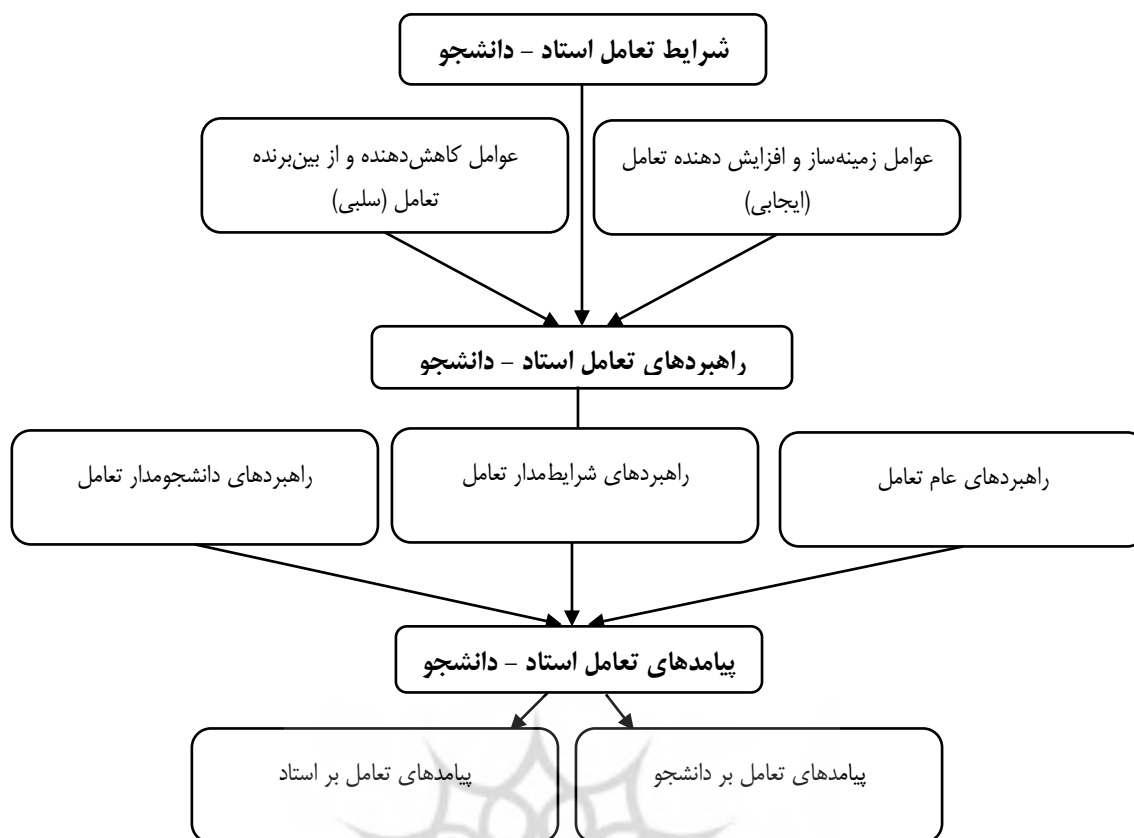 شرایط تعامل استاد – دانشجو
عوامل زمینه‌ساز و افزایش دهنده تعامل
(ایجابی)
عوامل کاهش‌دهنده و از بین‌برنده
تعامل (سلبی)
راهبردهای تعامل استاد – دانشجو
راهبردهای عام تعامل
راهبردهای شرایط‌مدار تعامل
راهبردهای دانشجومدار تعامل
پیامدهای تعامل استاد – دانشجو
پیامدهای تعامل بر دانشجو
پیامدهای تعامل بر استاد